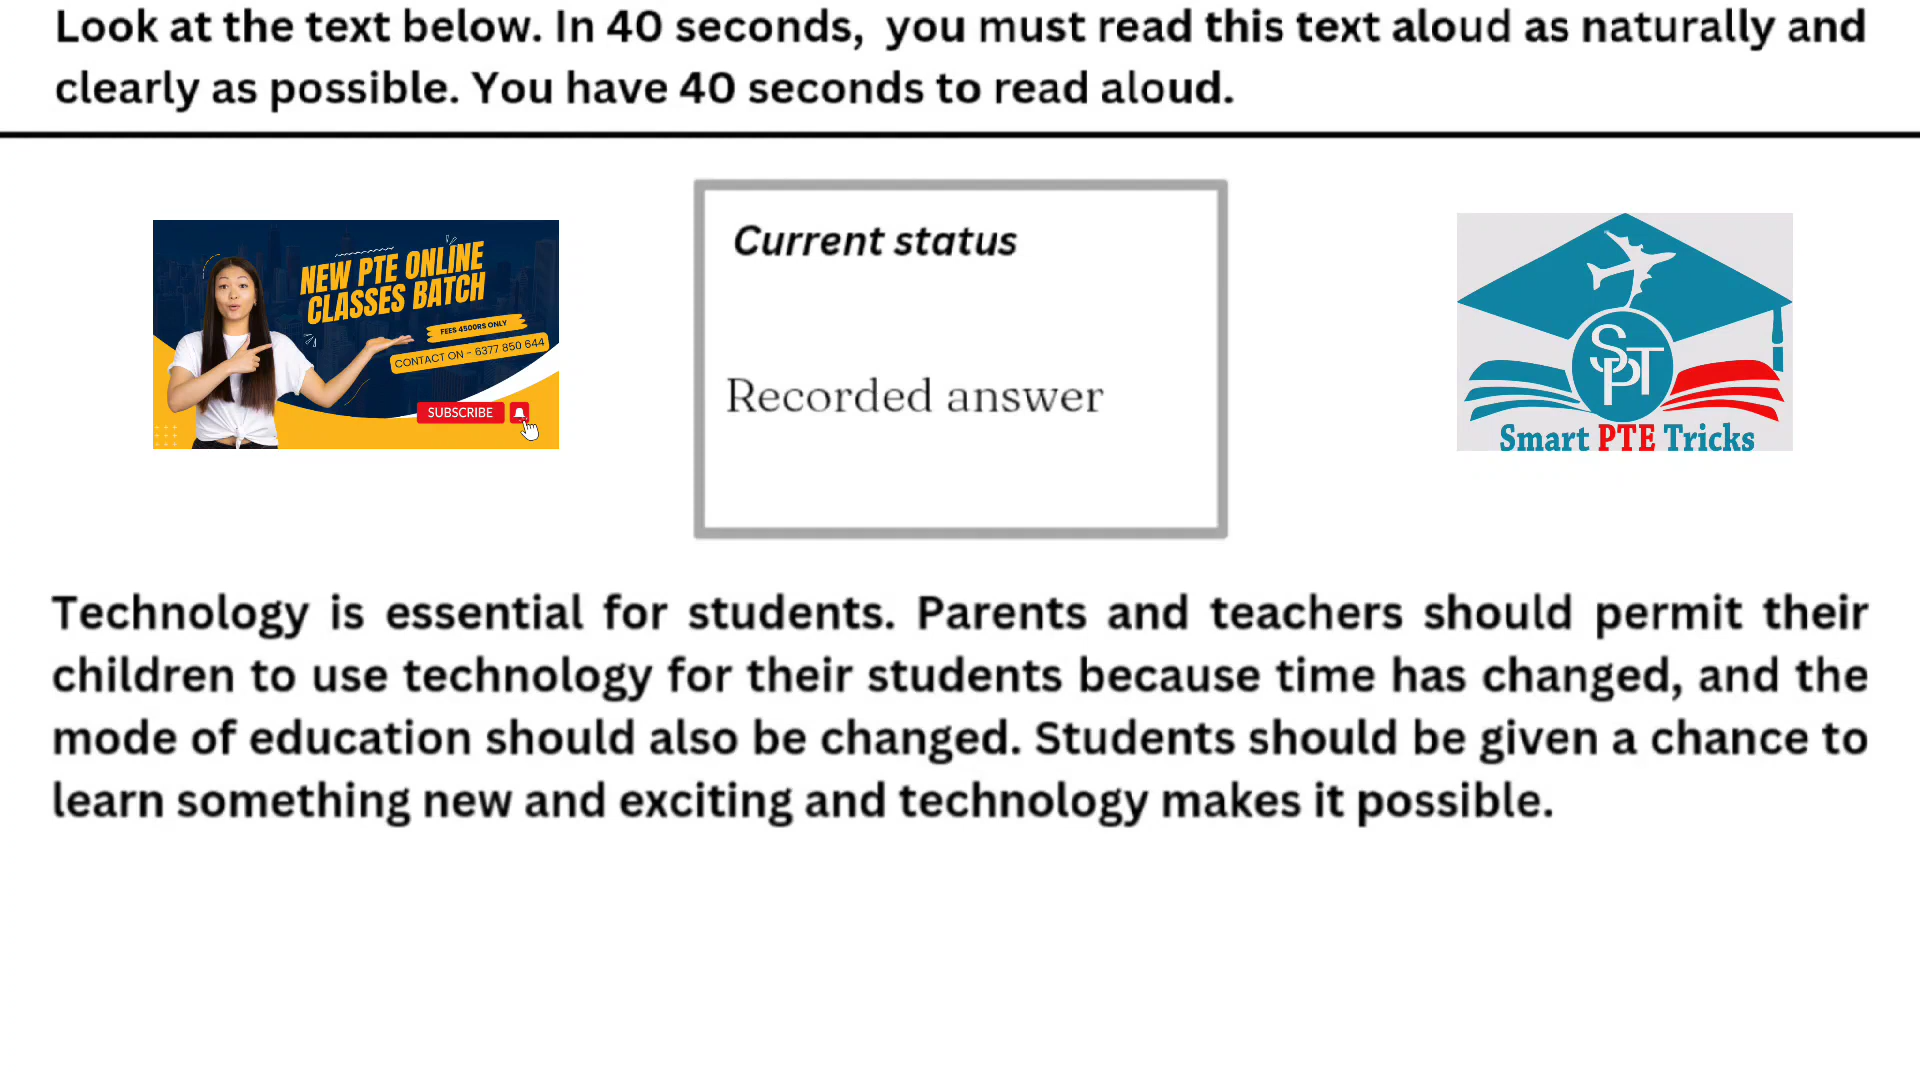 Look at the text below. In 40 seconds, you must read this text aloud as naturally and
clearly as possible. You have 40 seconds to read aloud.
NEW PTE ONLINE
CLASSES BATCH
FEES 4500RS ONLY
CONTACT ON - 6377 850 644
SUBSCRIBE
Current status
Recorded answer
SPT
Smart PTE Tricks
Technology is essential for students. Parents and teachers should permit their
children to use technology for their students because time has changed, and the
mode of education should also be changed. Students should be given a chance to
learn something new and exciting and technology makes it possible.